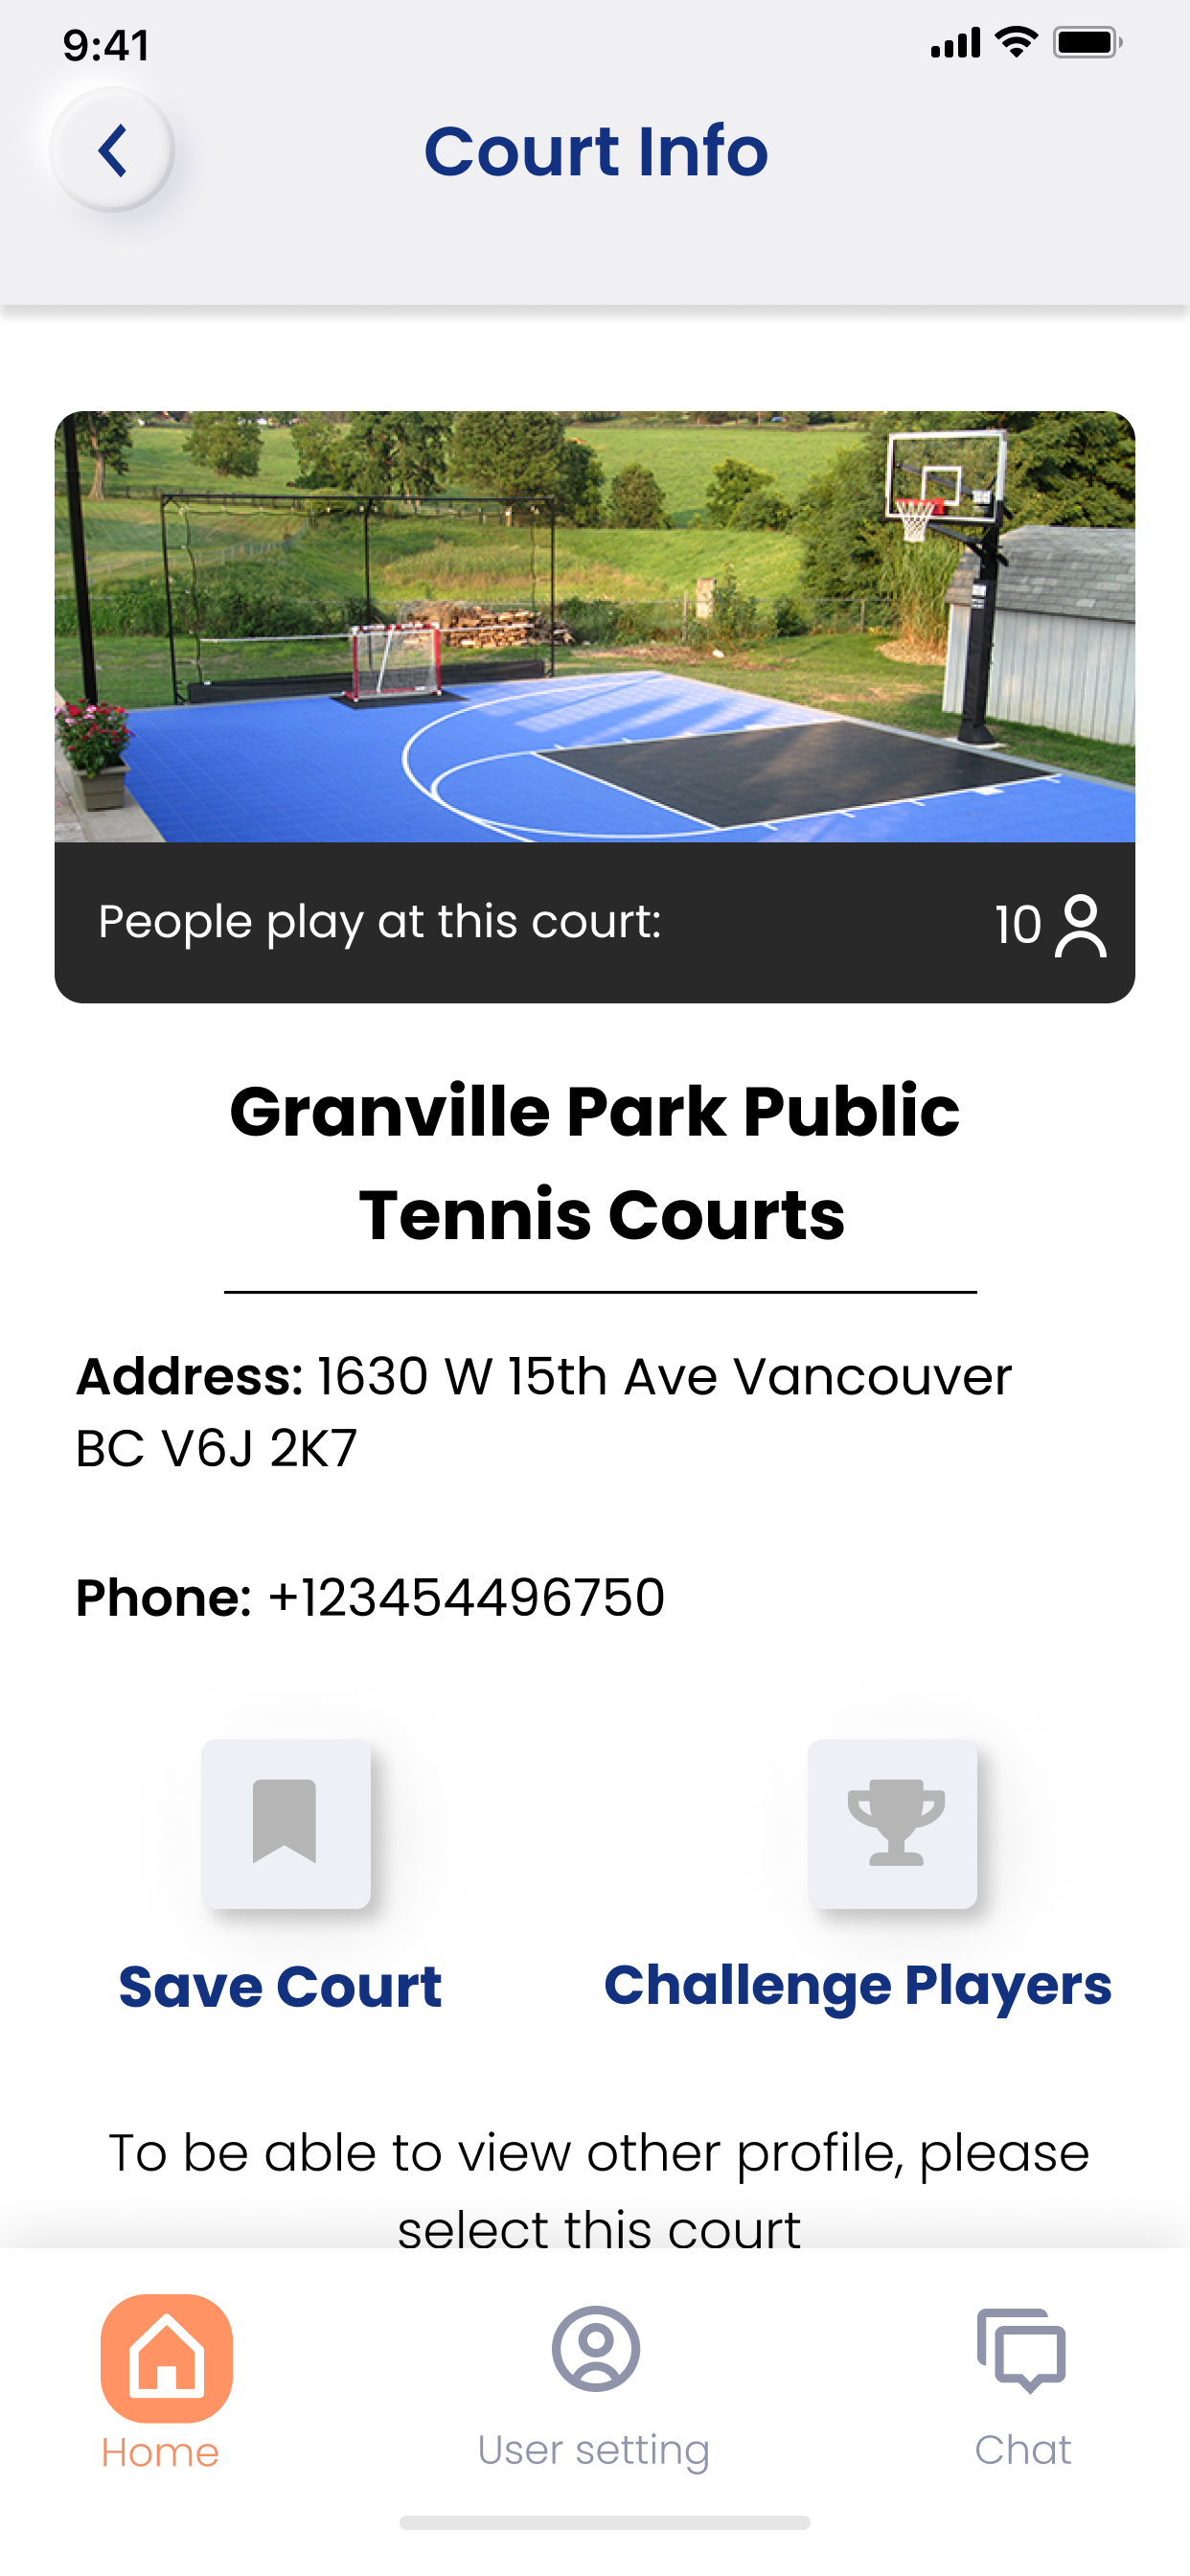 9:41
Court Info
People play at this court:
10
Granville Park Public
Tennis Courts
Address: 1630 W 15th Ave Vancouver
BC V6J 2K7
Phone: +123454496750
Save Court
Challenge Players
To be able to view other profile, please
select this court
Home
User setting
Chat